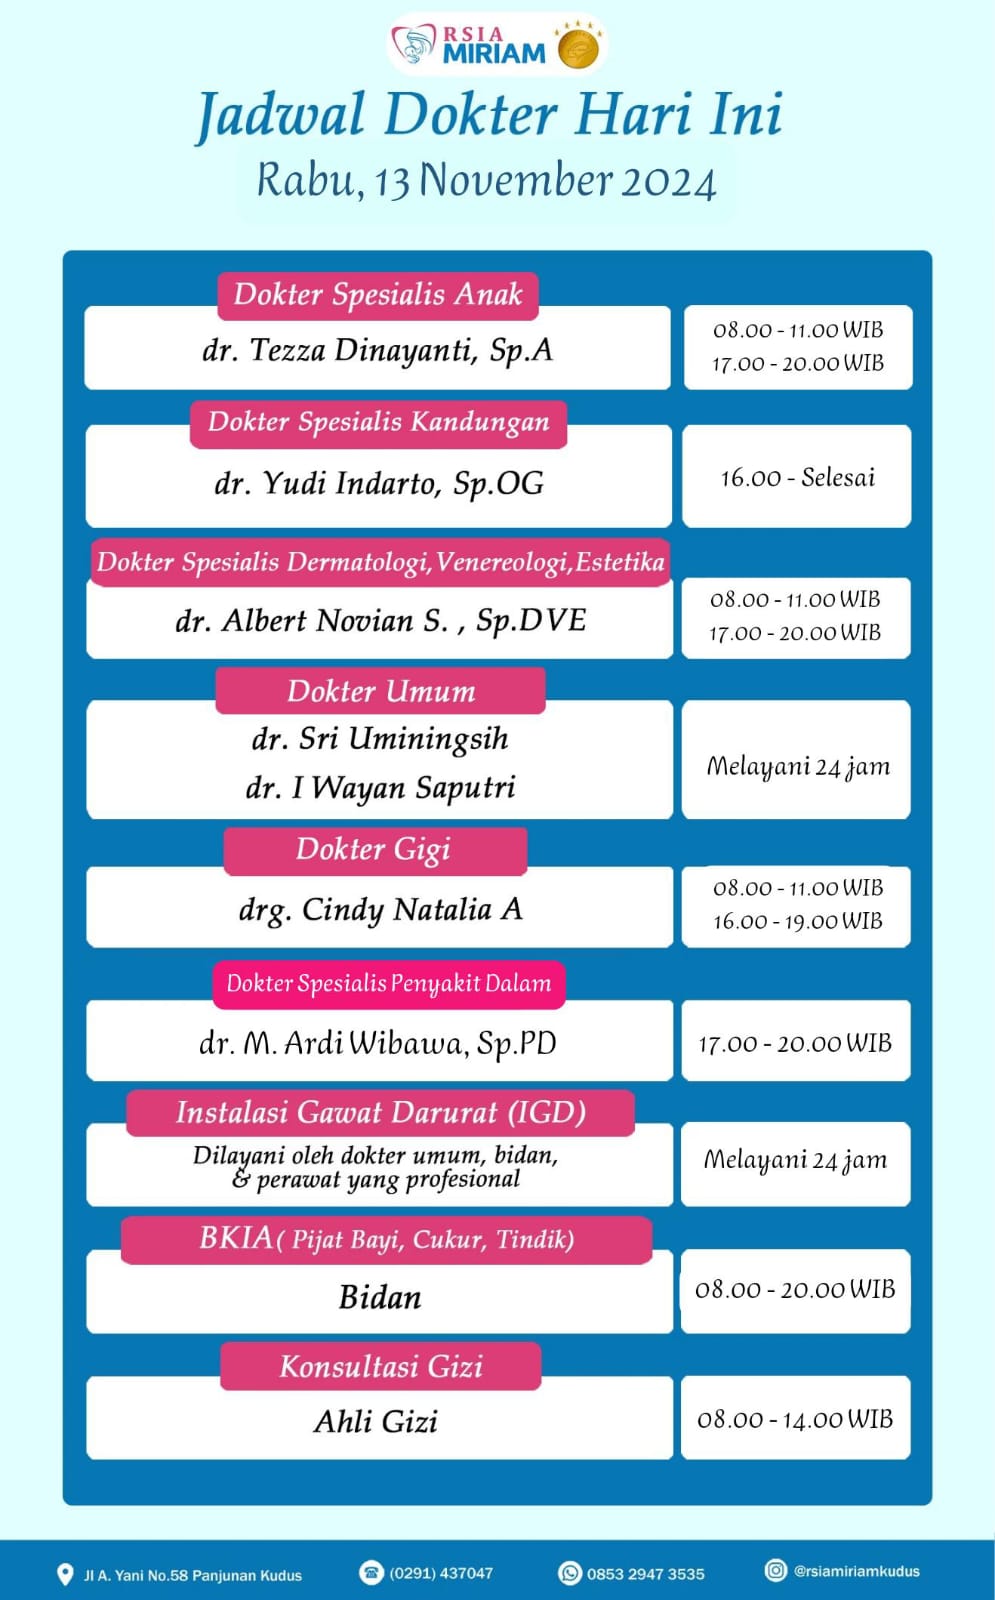 RSIA
MIRIAM
Jadwal Dokter Hari Ini
Rabu, 13 November 2024
Dokter Spesialis Anak
dr. Tezza Dinayanti, Sp.A
08.00 - 11.00 WIB
17.00 - 20.00 WIB
Dokter Spesialis Kandungan
dr. Yudi Indarto, Sp.OG
16.00 - Selesai
Dokter Spesialis Dermatologi,Venereologi,Estetika
dr. Albert Novian S. , Sp.DVE
08.00 - 11.00 WIB
17.00 - 20.00 WIB
Dokter Umum
dr. Sri Uminingsih
dr. I Wayan Saputri
Melayani 24 jam
Dokter Gigi
drg. Cindy Natalia A
08.00 - 11.00 WIB
16.00 - 19.00 WIB
Dokter Spesialis Penyakit Dalam
dr. M. Ardi Wibawa, Sp.PD
17.00 - 20.00 WIB
Instalasi Gawat Darurat (IGD)
Dilayani oleh dokter umum, bidan,
& perawat yang profesional
Melayani 24 jam
BKIA( Pijat Bayi, Cukur, Tindik)
Bidan
08.00 - 20.00 WIB
Konsultasi Gizi
Ahli Gizi
08.00 - 14.00 WIB
Jl A. Yani No.58 Panjunan Kudus
(0291) 437047
0853 2947 3535
@rsiamiriamkudus